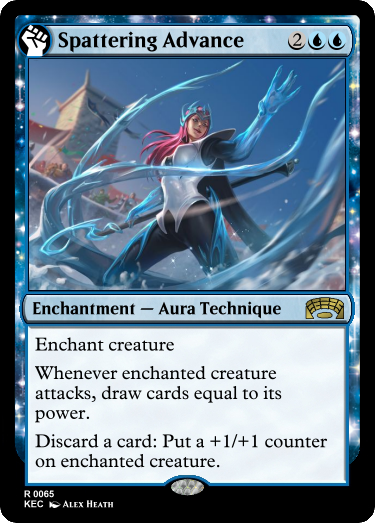 Spattering Advance 2
Enchantment — Aura Technique
Enchant creature
Whenever enchanted creature
attacks, draw cards equal to its
power.
Discard a card: Put a +1/+1 counter
on enchanted creature.
R 0065
KEC Alex Heath